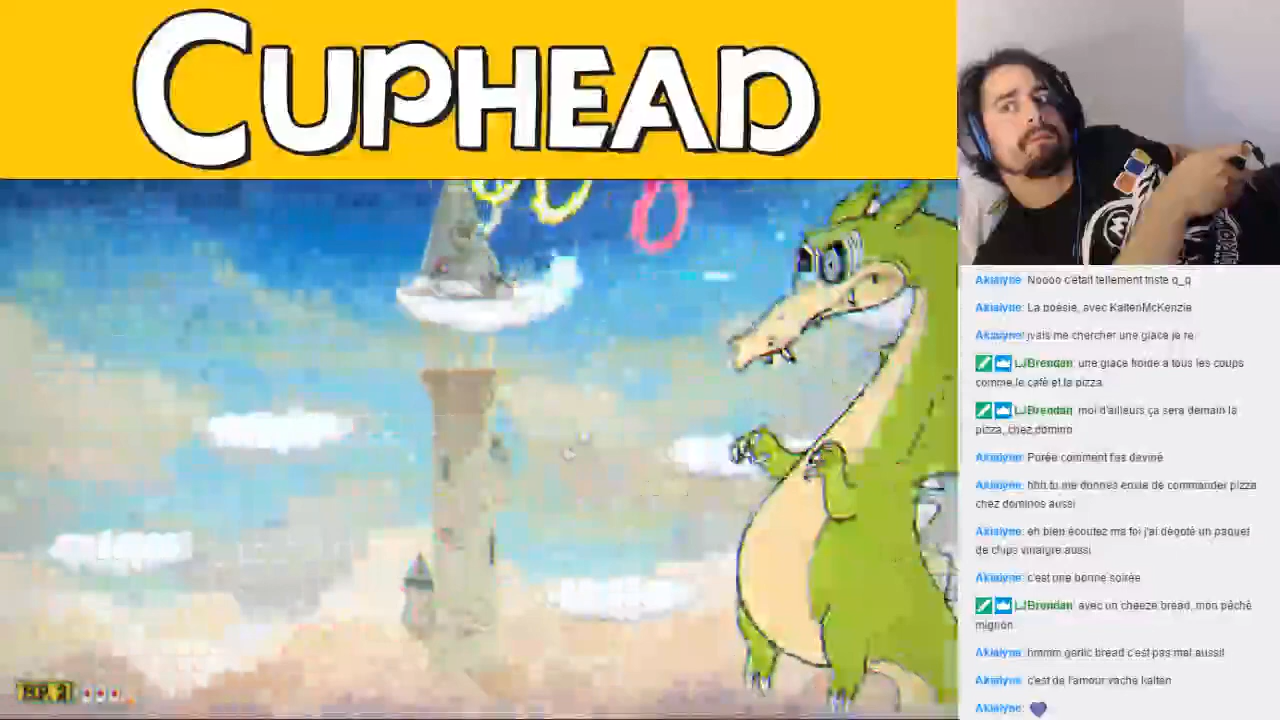 CUPHEAD
Akialyne: Noooo c'était tellement triste q_q
Akialyne: La poésie, avec KaltenMcKenzie
Akialyne: jvais me chercher une glace je re
LJBrendan: une glace froide a tous les coups
comme le café et la pizza
LJBrendan: moi d'ailleurs ça sera demain la
pizza, chez domino
Akialyne: Purée comment t'as deviné
Akialyne: hhh tu me donnes envie de commander pizza
chez dominos aussi
Akialyne: eh bien écoutez ma foi j'ai dégoté un paquet
de chips vinaigre aussi
Akialyne: c'est une bonne soirée
LJBrendan: avec un cheeze bread, mon péché
mignon
Akialyne: hmmm garlic bread c'est pas mal aussi!
Akialyne: c'est de l'amour vache kalten
Akialyne: